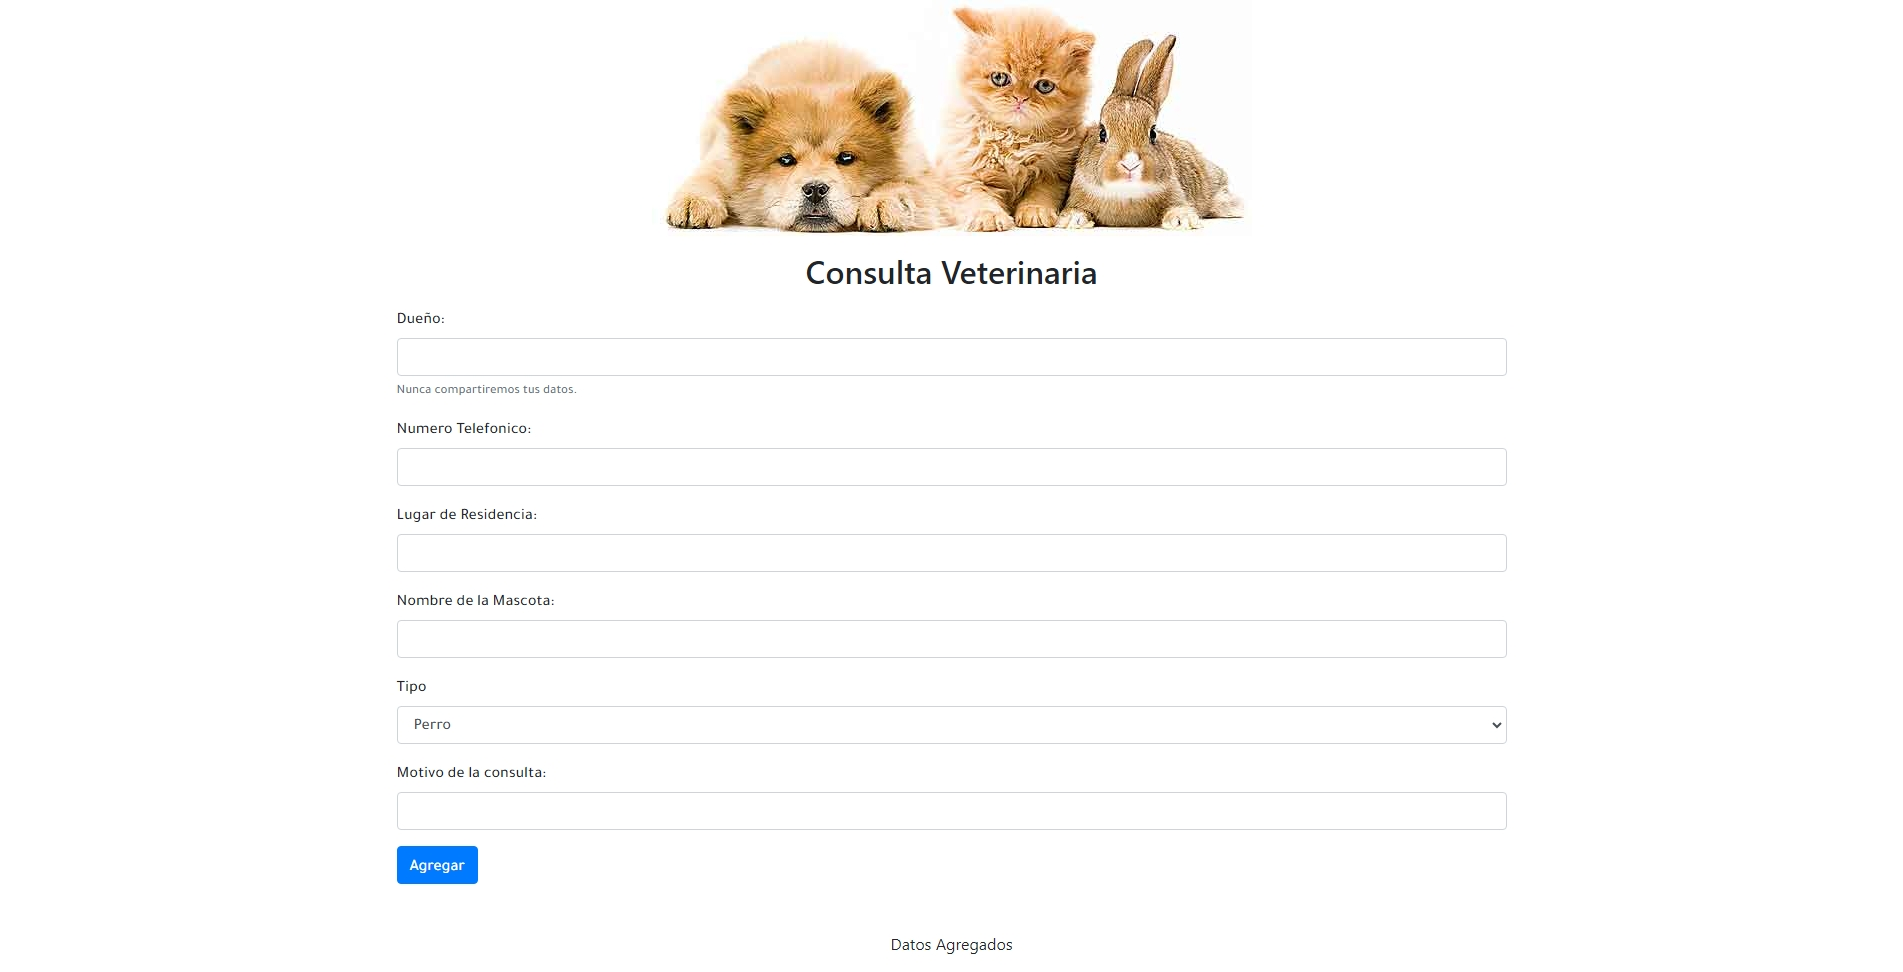 Consulta Veterinaria
Dueño:
Nunca compartiremos tus datos.
Numero Telefonico:
Lugar de Residencia:
Nombre de la Mascota:
Tipo
Perro
Motivo de la consulta:
Agregar
Datos Agregados